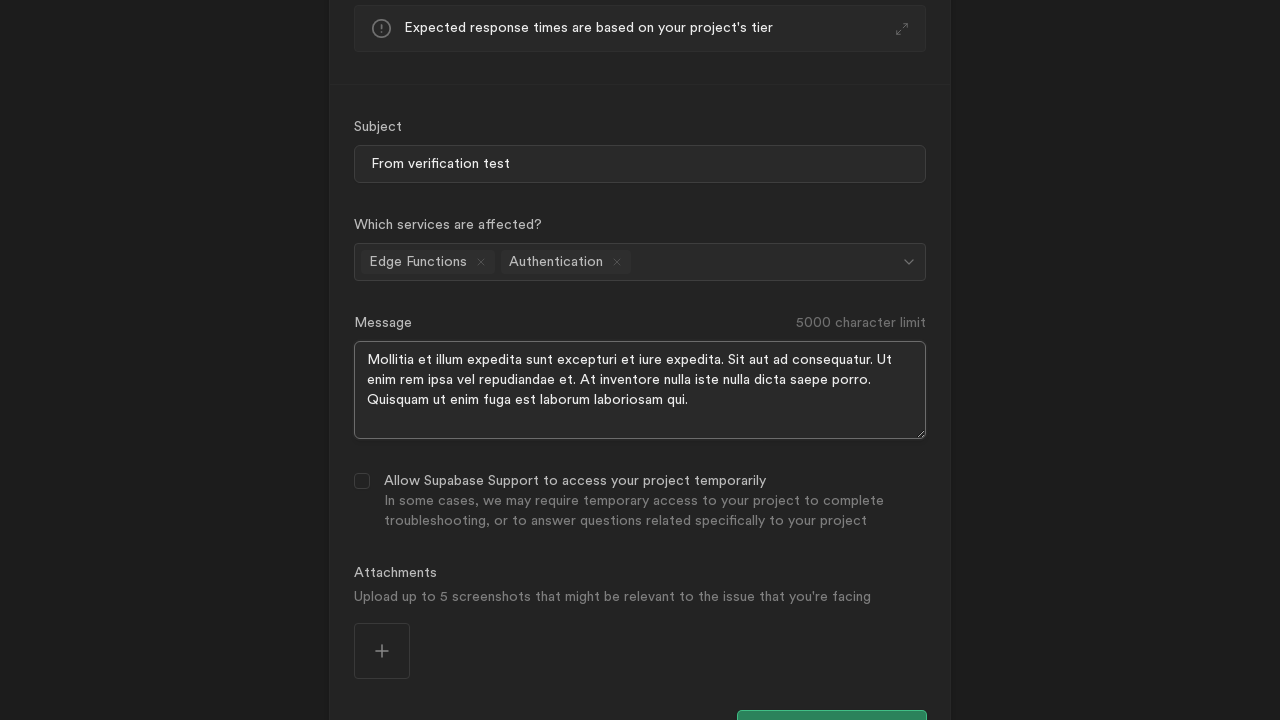 Expected response times are based on your project's tier
Subject
From verification test
Which services are affected?
Edge Functions
Authentication
Message
5000 character limit
Mollitia et illum expedita sunt excepturi et iure expedita. Sit aut ad consequatur. Ut
enim rem ipsa vel repudiandae et. At inventore nulla iste nulla dicta saepe porro.
Quisquam ut enim fuga est laborum laboriosam qui.
Allow Supabase Support to access your project temporarily
In some cases, we may require temporary access to your project to complete
troubleshooting, or to answer questions related specifically to your project
Attachments
Upload up to 5 screenshots that might be relevant to the issue that you're facing